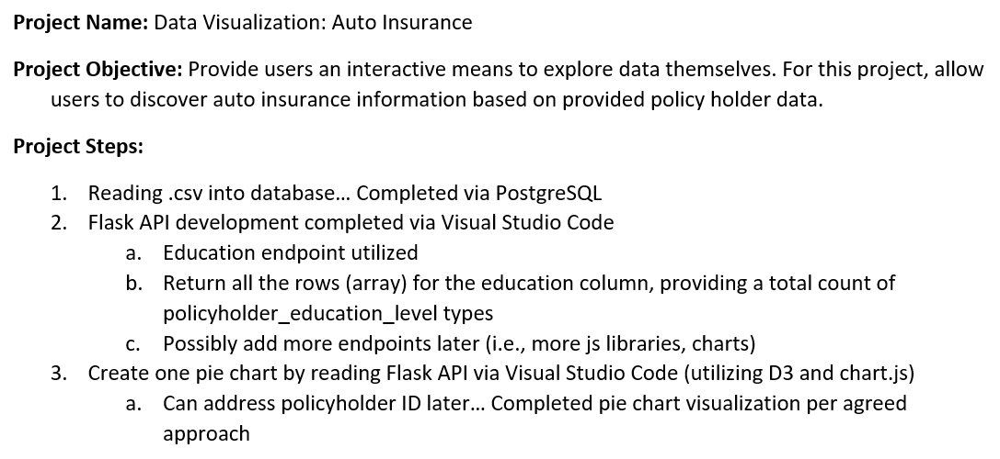 Project Name: Data Visualization: Auto Insurance
Project Objective: Provide users an interactive means to explore data themselves. For this project, allow
users to discover auto insurance information based on provided policy holder data.
Project Steps:
1. Reading .csv into database... Completed via PostgreSQL
2. Flask API development completed via Visual Studio Code
a. Education endpoint utilized
b. Return all the rows (array) for the education column, providing a total count of
policyholder_education_level types
c. Possibly add more endpoints later (i.e., more js libraries, charts)
3. Create one pie chart by reading Flask API via Visual Studio Code (utilizing D3 and chart.js)
a. Can address policyholder ID later... Completed pie chart visualization per agreed
approach